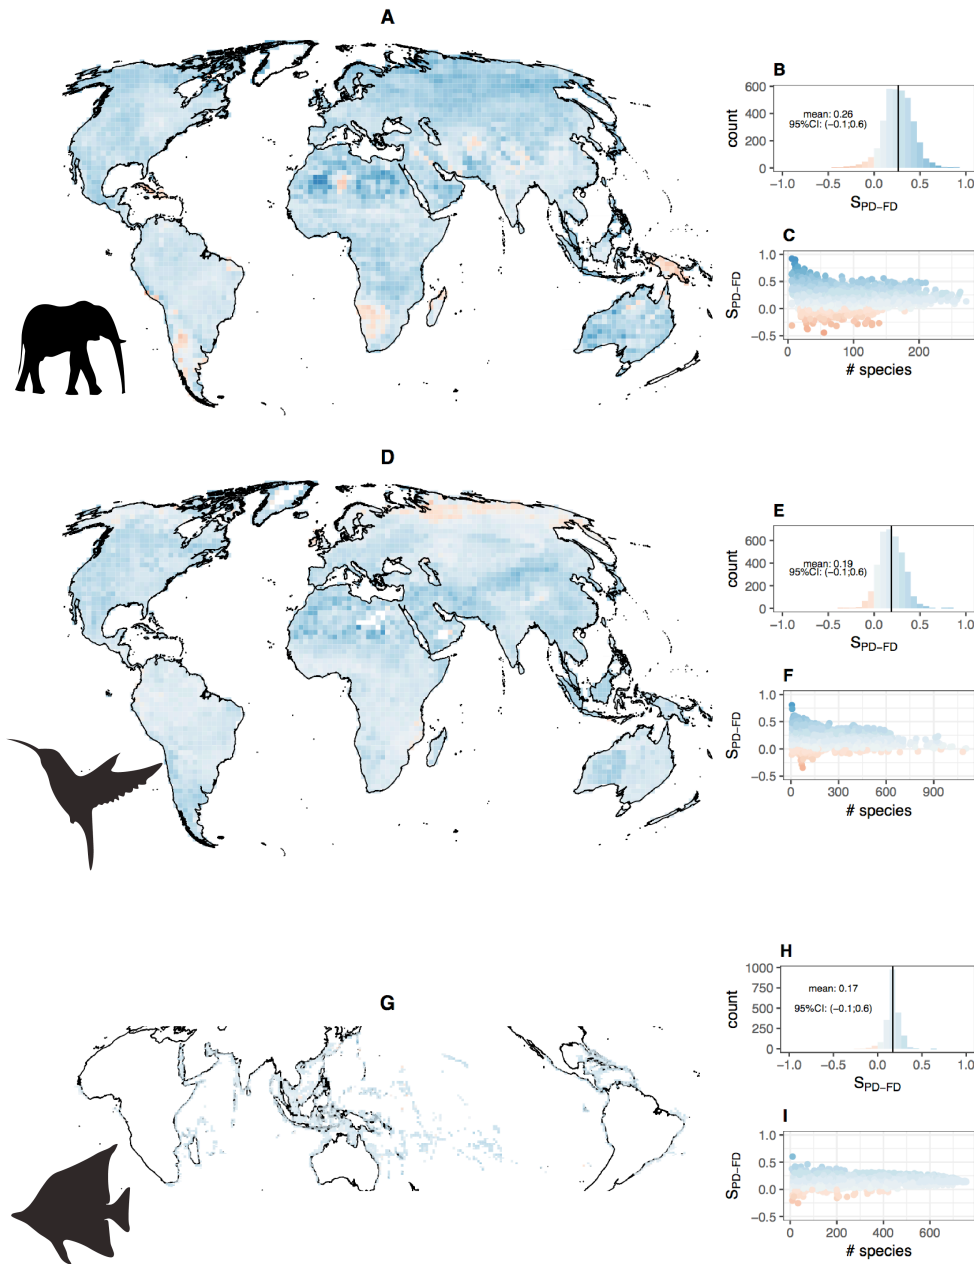 A
B
600
400
200
0
count
mean: 0.26
95%CI: (−0.1;0.6)
−1.0 −0.5 0.0 0.5 1.0
SPD−FD
C
1.0
0.5
0.0
−0.5
SPD−FD
0 100 200
# species
D
E
600
400
200
0
count
mean: 0.19
95%CI: (−0.1;0.6)
−1.0 −0.5 0.0 0.5 1.0
SPD−FD
F
1.0
0.5
0.0
−0.5
SPD−FD
0 300 600 900
# species
G
H
1000
750
500
250
0
count
mean: 0.17
95%CI: (−0.1;0.6)
−1.0 −0.5 0.0 0.5 1.0
SPD−FD
I
1.0
0.5
0.0
−0.5
SPD−FD
0 200 400 600
# species